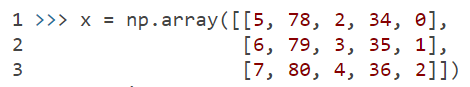 1 >>> x = np.array([[5, 78, 2, 34, 0],
2                   [6, 79, 3, 35, 1],
3                   [7, 80, 4, 36, 2]])